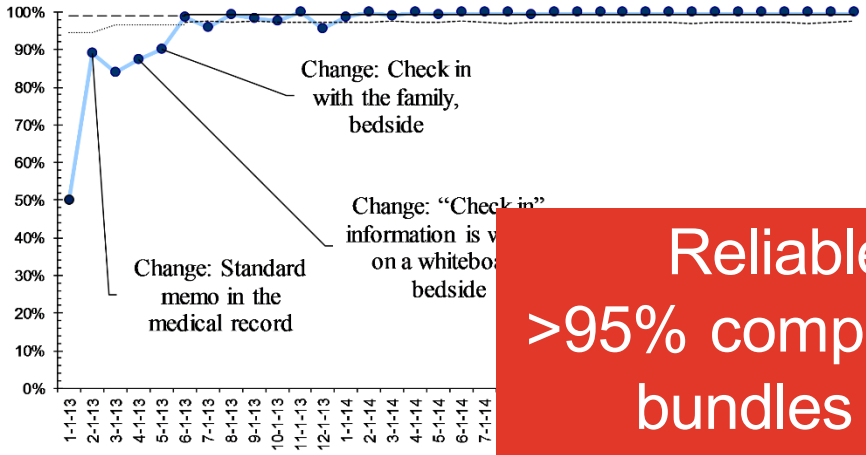 100%
90%
80%
70%
60%
50%
40%
30%
20%
10%
0%
Change: Check in
with the family,
bedside
Change: “Check in”
information is
on a
bedside
Change: Standard
memo in the
medical record
Reliable
>95%
bundles
1-1-13
2-1-13
3-1-13
4-1-13
5-1-13
6-1-13
7-1-13
8-1-13
9-1-13
10-1-13
11-1-13
12-1-13
1-1-14
2-1-14
3-1-14
4-1-14
5-1-14
6-1-14
7-1-14